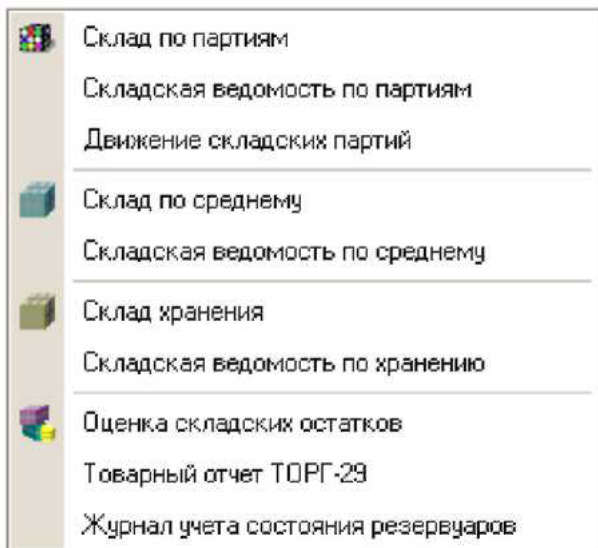 Склад по партиям
Складская ведомость по партиям
Движение складских партий
Склад по среднему
Складская ведомость по среднему
Склад хранения
Складская ведомость по хранению
Оценка складских остатков
Товарный отчет ТОРГ-29
Журнал учета состояния резервуаров